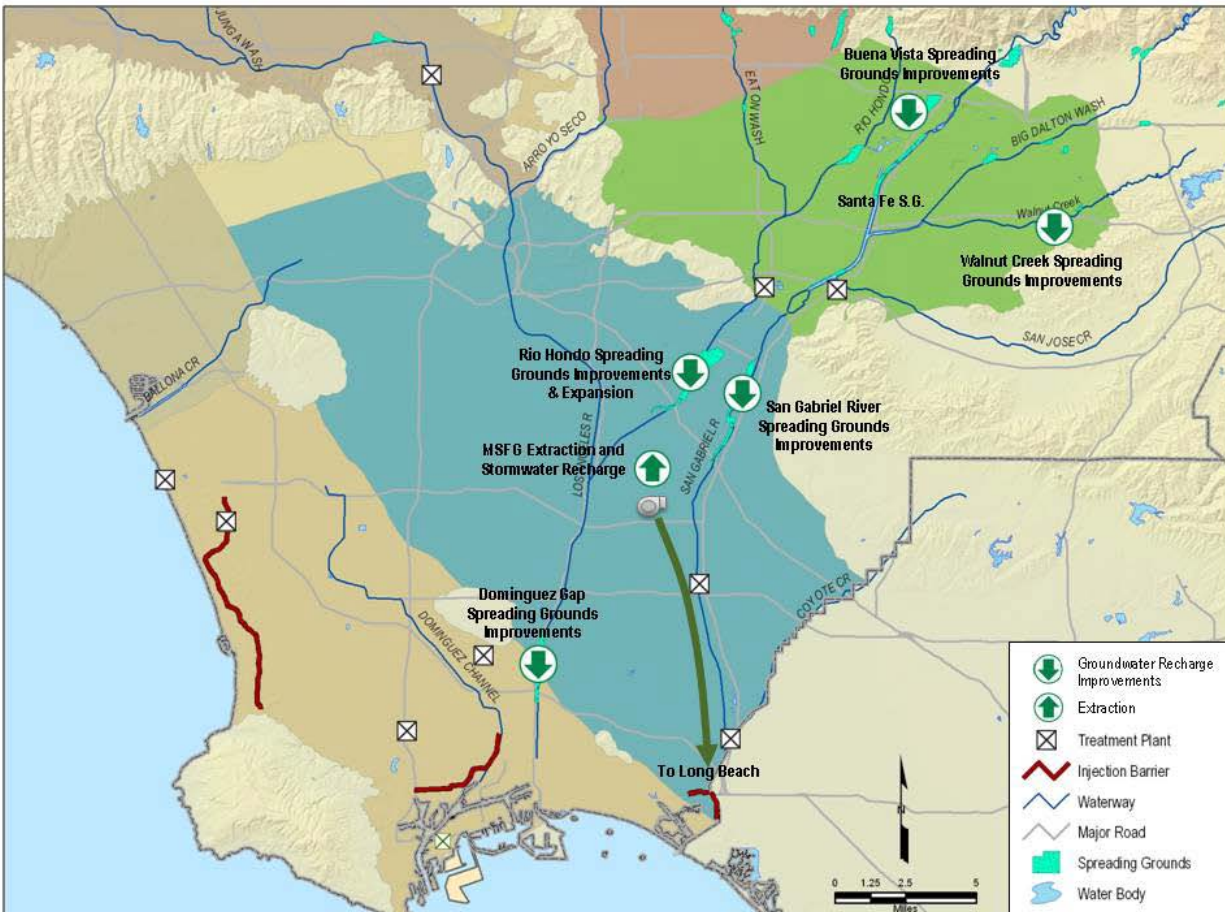 JUNGA WASH
ARROYO SECO
EATON WASH
RIO HONDO
Buena Vista Spreading
Grounds Improvements
BIG DALTON WASH
Santa Fe S.G.
Walnut Creek
Walnut Creek Spreading
Grounds Improvements
SAN JOSE CR
BALLONA CR
Rio Hondo Spreading
Grounds Improvements
& Expansion
LOS ANGELES R
San Gabriel River
Spreading Grounds
Improvements
SAN GABRIEL R
MSFG Extraction and
Stormwater Recharge
COYOTE CR
Dominguez Gap
Spreading Grounds
Improvements
DOMINGUEZ CHANNEL
To Long Beach
Groundwater Recharge
Improvements
Extraction
Treatment Plant
Injection Barrier
Waterway
Major Road
Spreading Grounds
Water Body
N
0 1.25 2.5 5
Miles